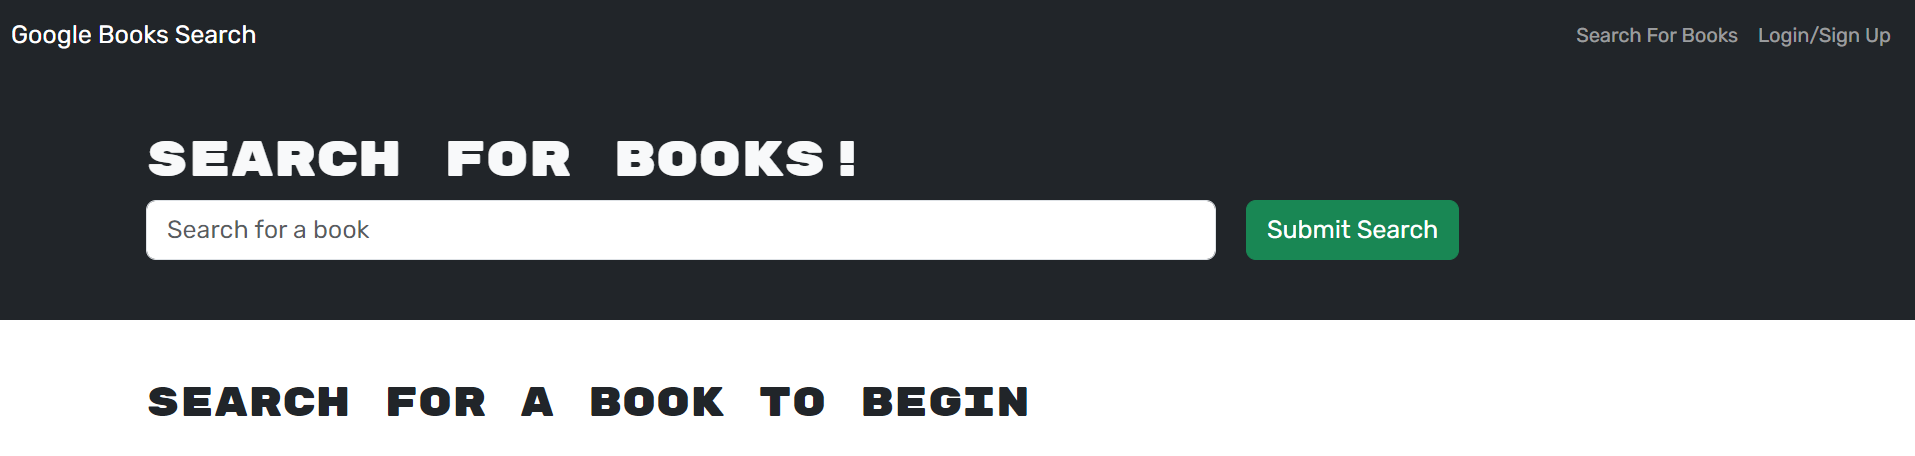 Google Books Search Search For Books Login/Sign Up
SEARCH FOR BOOKS!
Search for a book Submit Search
SEARCH FOR A BOOK TO BEGIN